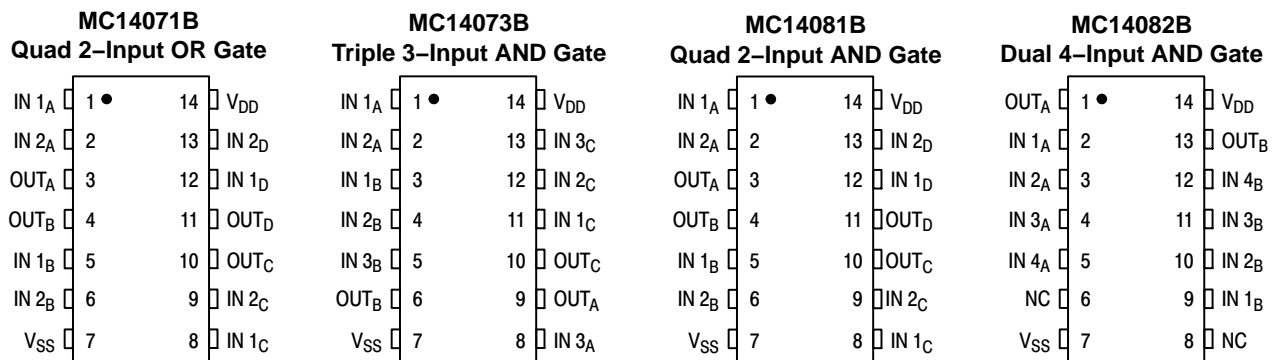 MC14071B
Quad 2–Input OR Gate
IN 1A 1 14 VDD
IN 2A 2 13 IN 2D
OUTA 3 12 IN 1D
OUTB 4 11 OUTD
IN 1B 5 10 OUTC
IN 2B 6 9 IN 2C
VSS 7 8 IN 1C
MC14073B
Triple 3–Input AND Gate
IN 1A 1 14 VDD
IN 2A 2 13 IN 3C
IN 1B 3 12 IN 2C
IN 2B 4 11 IN 1C
IN 3B 5 10 OUTC
OUTB 6 9 OUTA
VSS 7 8 IN 3A
MC14081B
Quad 2–Input AND Gate
IN 1A 1 14 VDD
IN 2A 2 13 IN 2D
OUTA 3 12 IN 1D
OUTB 4 11 OUTD
IN 1B 5 10 OUTC
IN 2B 6 9 IN 2C
VSS 7 8 IN 1C
MC14082B
Dual 4–Input AND Gate
OUTA 1 14 VDD
IN 1A 2 13 OUTB
IN 2A 3 12 IN 4B
IN 3A 4 11 IN 3B
IN 4A 5 10 IN 2B
NC 6 9 IN 1B
VSS 7 8 NC